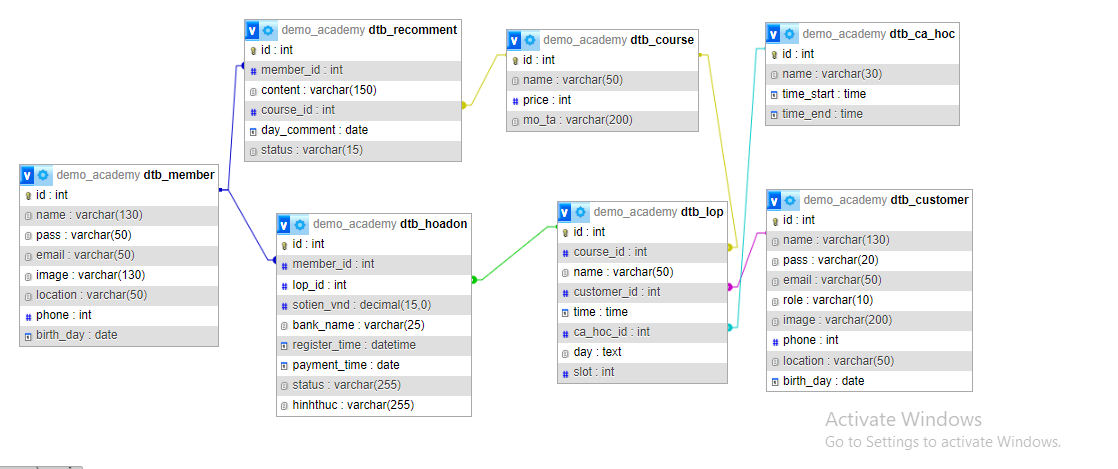 demo_academy dtb_recomment
id : int
member_id : int
content : varchar(150)
course_id : int
day_comment : date
status : varchar(15)
demo_academy dtb_course
id : int
name : varchar(50)
price : int
mo_ta : varchar(200)
demo_academy dtb_ca_hoc
id : int
name : varchar(30)
time_start : time
time_end : time
demo_academy dtb_member
id : int
name : varchar(130)
pass : varchar(50)
email : varchar(50)
image : varchar(130)
location : varchar(50)
phone : int
birth_day : date
demo_academy dtb_hoadon
id : int
member_id : int
lop_id : int
sotien_vnd : decimal(15,0)
bank_name : varchar(25)
register_time : datetime
payment_time : date
status : varchar(255)
hinhthuc : varchar(255)
demo_academy dtb_lop
id : int
course_id : int
name : varchar(50)
customer_id : int
time : time
ca_hoc_id : int
day : text
slot : int
demo_academy dtb_customer
id : int
name : varchar(130)
pass : varchar(20)
email : varchar(50)
role : varchar(10)
image : varchar(200)
phone : int
location : varchar(50)
birth_day : date
Activate Windows
Go to Settings to activate Windows.